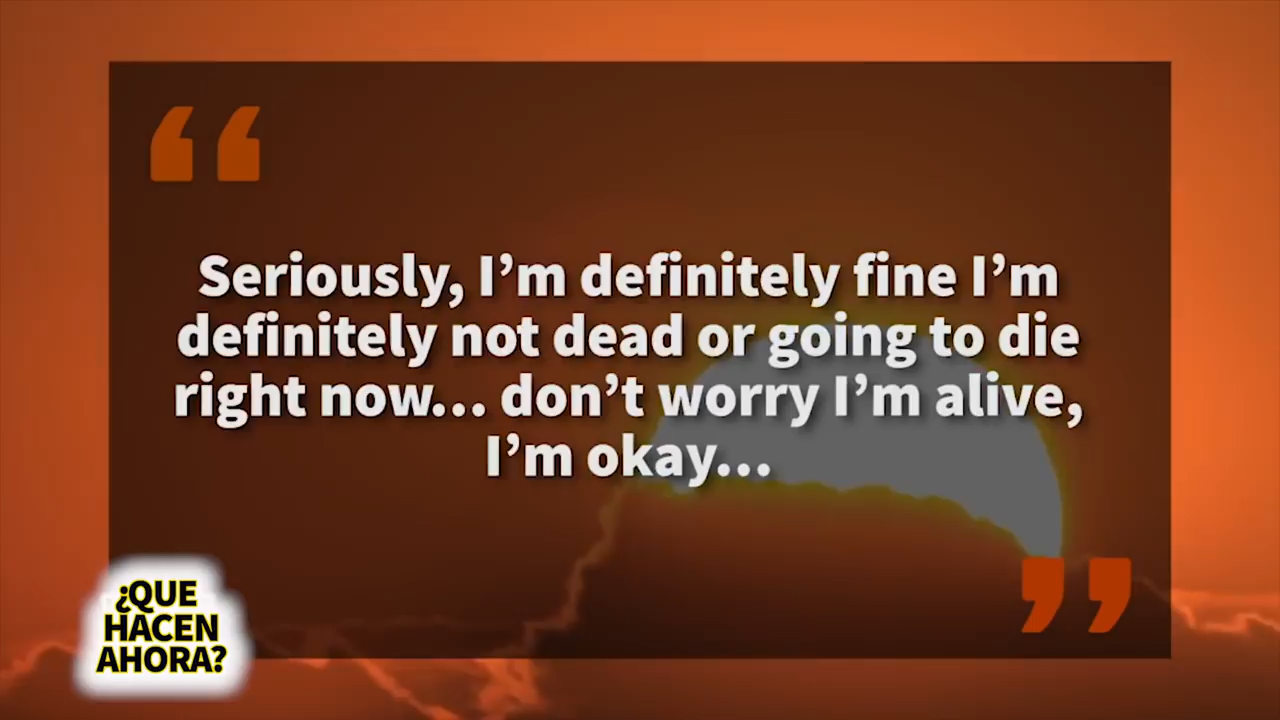 “
Seriously, I’m definitely fine I’m
definitely not dead or going to die
right now... don’t worry I’m alive,
I’m okay...
”
¿QUE
HACEN
AHORA?